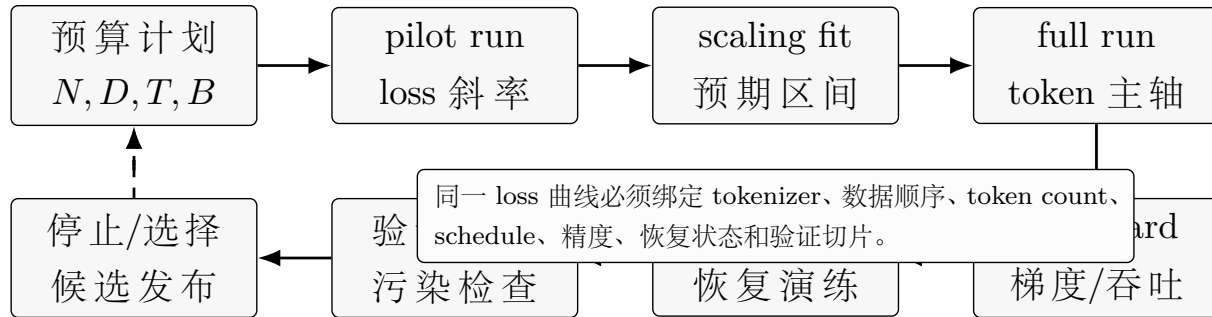 预算计划
N, D, T, B
pilot run
loss 斜率
scaling fit
预期区间
full run
token 主轴
同一 loss 曲线必须绑定 tokenizer、数据顺序、token count、
schedule、精度、恢复状态和验证切片。
停止/选择
候选发布
验
污染检查
恢复演练
ard
梯度/吞吐